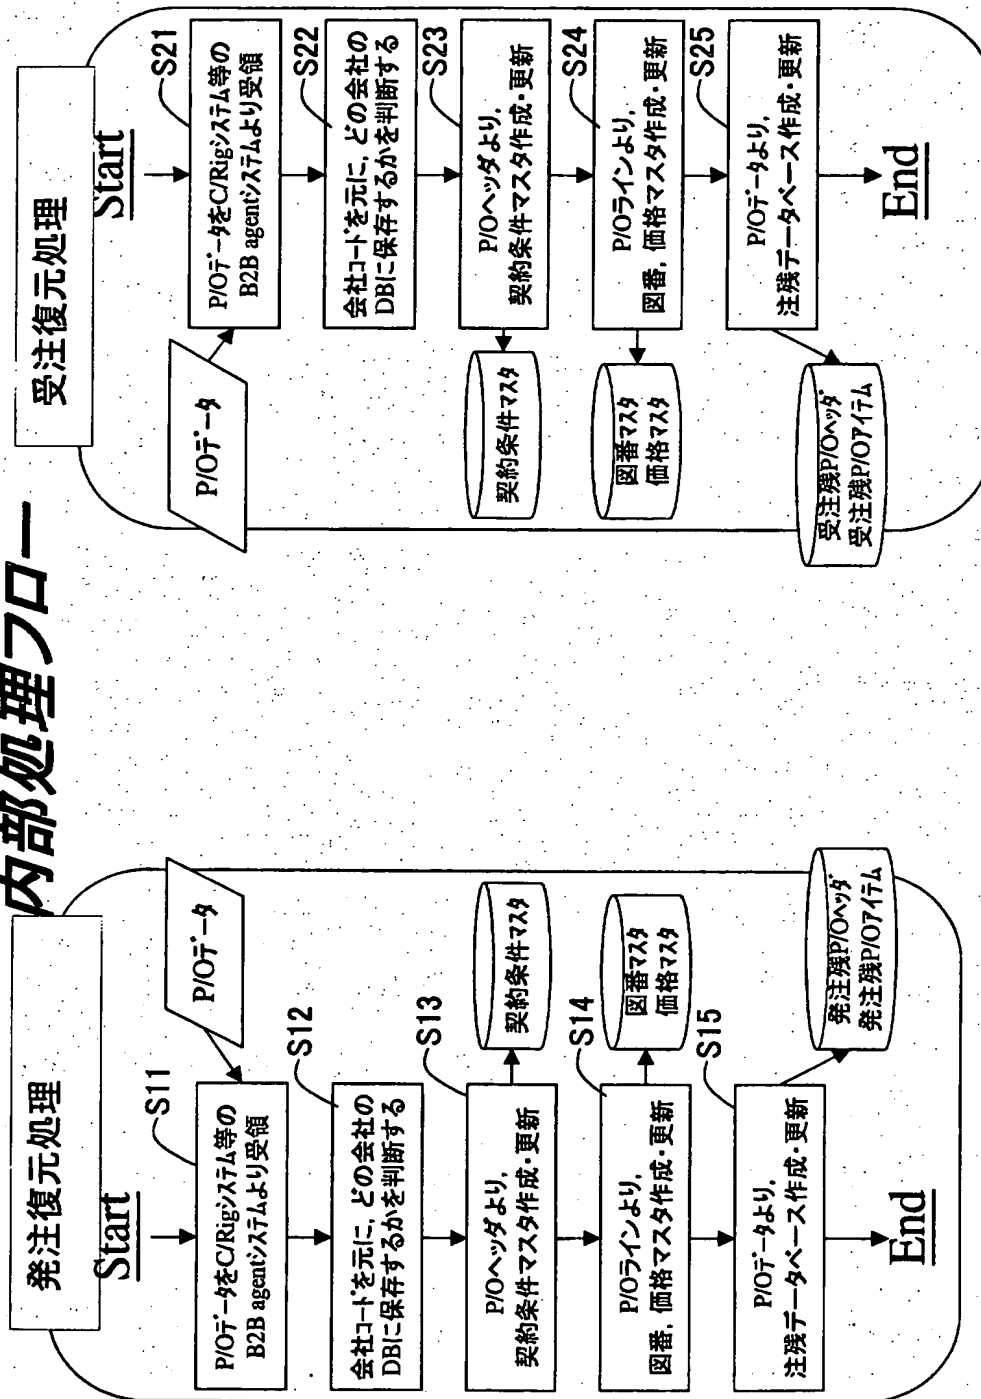 内部処理フロー
発注復元処理
Start
S11
P/Oデータ
P/OデータをC/Rigシステム等の
B2B agentシステムより受領
S12
会社コードを元に, どの会社の
DBに保存するかを判断する
S13
P/Oヘッダより,
契約条件マスタ作成・更新
契約条件マスタ
S14
P/Oラインより,
図番, 価格マスタ作成・更新
図番マスタ
価格マスタ
S15
P/Oデータより,
注残データベース作成・更新
発注残P/Oヘッダ
発注残P/Oアイテム
End
受注復元処理
Start
S21
P/Oデータ
P/OデータをC/Rigシステム等の
B2B agentシステムより受領
S22
会社コードを元に, どの会社の
DBに保存するかを判断する
S23
P/Oヘッダより,
契約条件マスタ作成・更新
契約条件マスタ
S24
P/Oラインより,
図番, 価格マスタ作成・更新
図番マスタ
価格マスタ
S25
P/Oデータより,
注残データベース作成・更新
受注残P/Oヘッダ
受注残P/Oアイテム
End